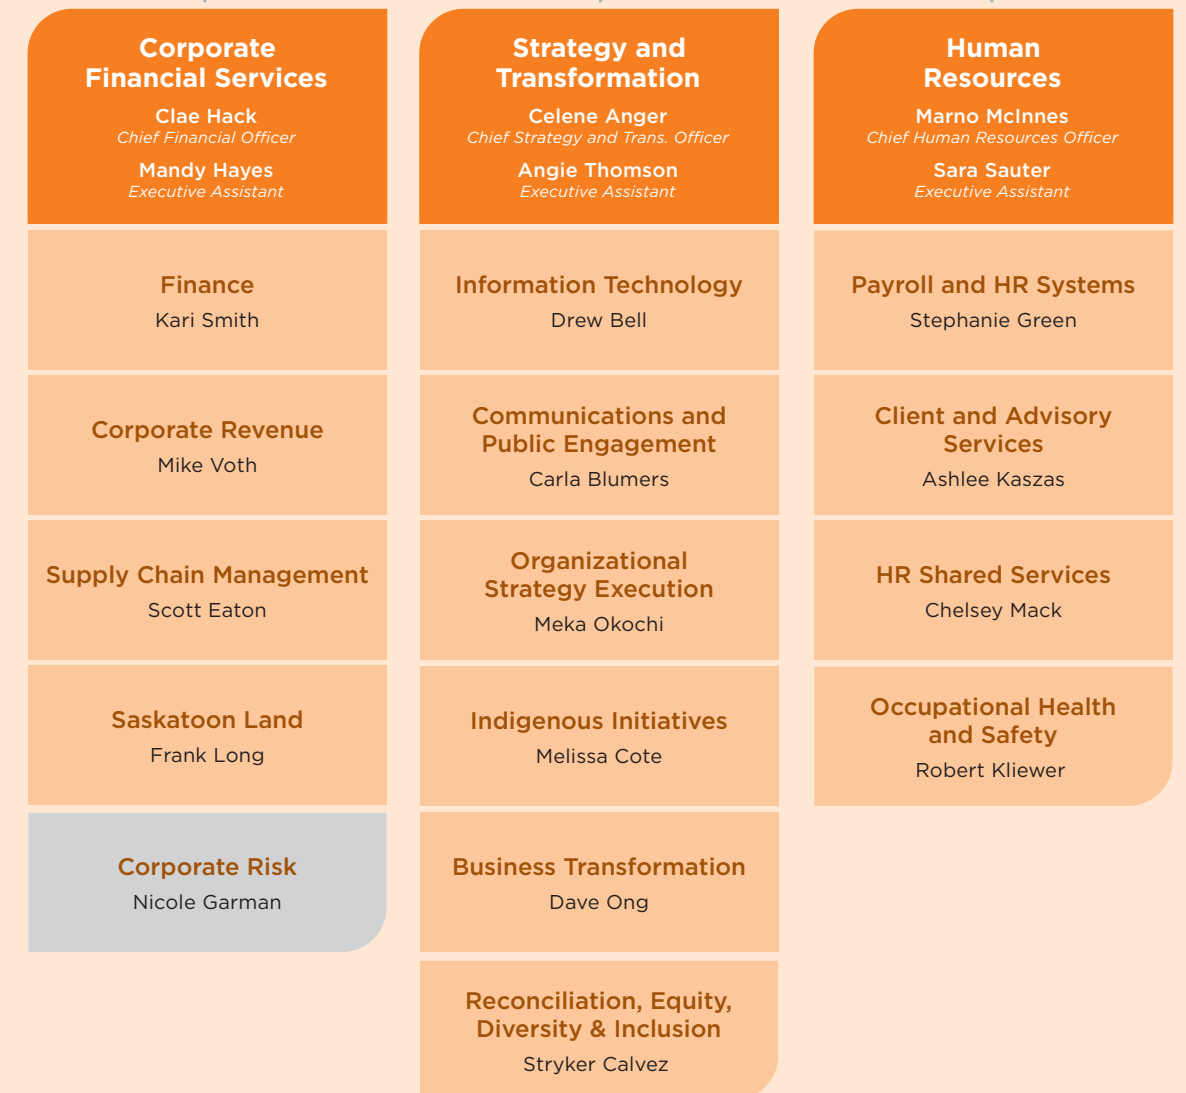 Corporate
Financial Services
Clae Hack
Chief Financial Officer
Mandy Hayes
Executive Assistant
Finance
Kari Smith
Corporate Revenue
Mike Voth
Supply Chain Management
Scott Eaton
Saskatoon Land
Frank Long
Corporate Risk
Nicole Garman
Strategy and
Transformation
Celene Anger
Chief Strategy and Trans. Officer
Angie Thomson
Executive Assistant
Information Technology
Drew Bell
Communications and
Public Engagement
Carla Blumers
Organizational
Strategy Execution
Meka Okochi
Indigenous Initiatives
Melissa Cote
Business Transformation
Dave Ong
Reconciliation, Equity,
Diversity & Inclusion
Stryker Calvez
Human
Resources
Marno McInnes
Chief Human Resources Officer
Sara Sauter
Executive Assistant
Payroll and HR Systems
Stephanie Green
Client and Advisory
Services
Ashlee Kaszas
HR Shared Services
Chelsey Mack
Occupational Health
and Safety
Robert Kliewer